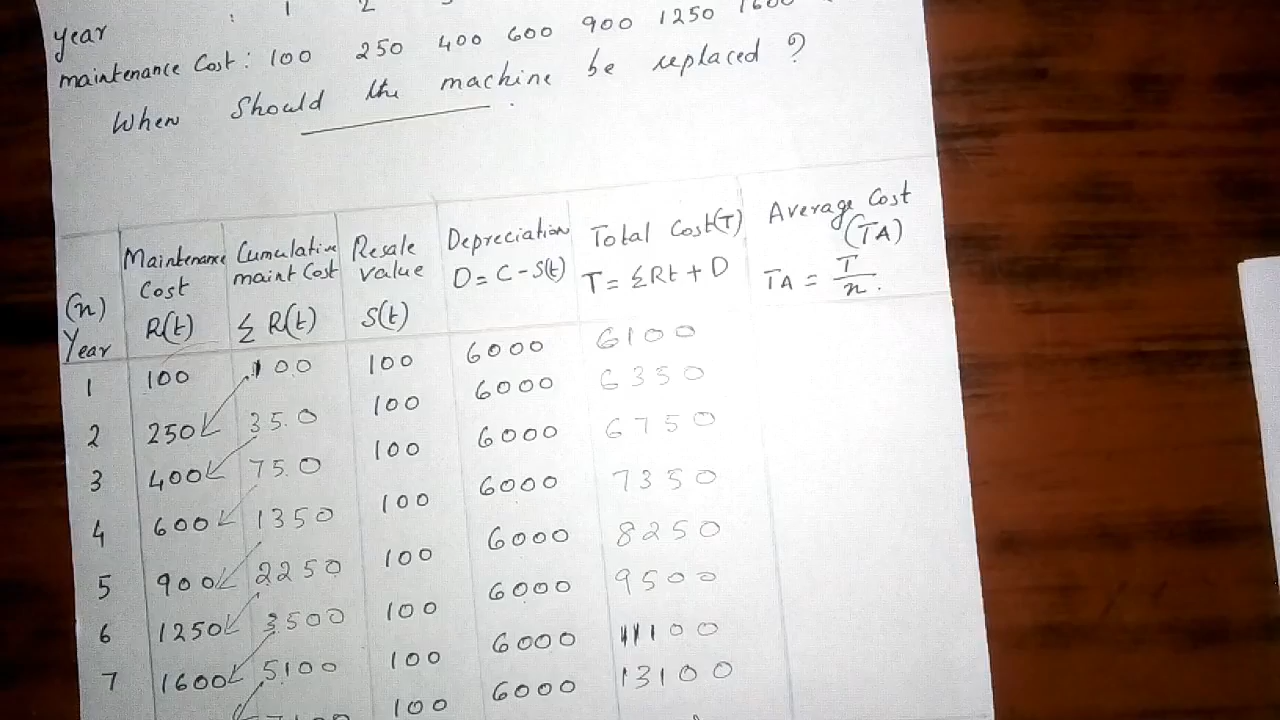 year : 1 2
maintenance Cost : 100 250 400 600 900 1250 1600
When Should the machine be replaced ?
(n) Year
Maintenance Cost R(t)
Cumulative maint Cost Σ R(t)
Resale value S(t)
Depreciation D = C - S(t)
Total Cost(T) T = ΣRt + D
Average Cost (TA) TA = T/n.
1 100 100 100 6000 6100
2 250 350 100 6000 6350
3 400 750 100 6000 6750
4 600 1350 100 6000 7350
5 900 2250 100 6000 8250
6 1250 3500 100 6000 9500
7 1600 5100 100 6000 11100
100 6000 13100